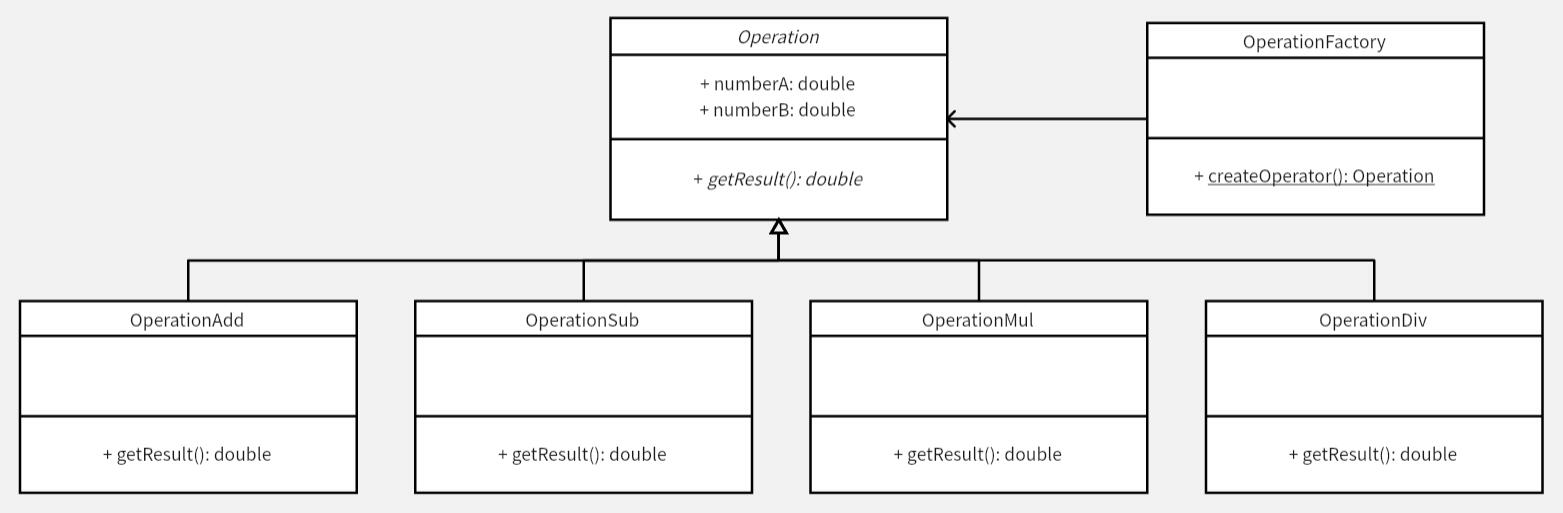 Operation
+ numberA: double
+ numberB: double
+ getResult(): double
OperationFactory
+ createOperator(): Operation
OperationAdd
+ getResult(): double
OperationSub
+ getResult(): double
OperationMul
+ getResult(): double
OperationDiv
+ getResult(): double